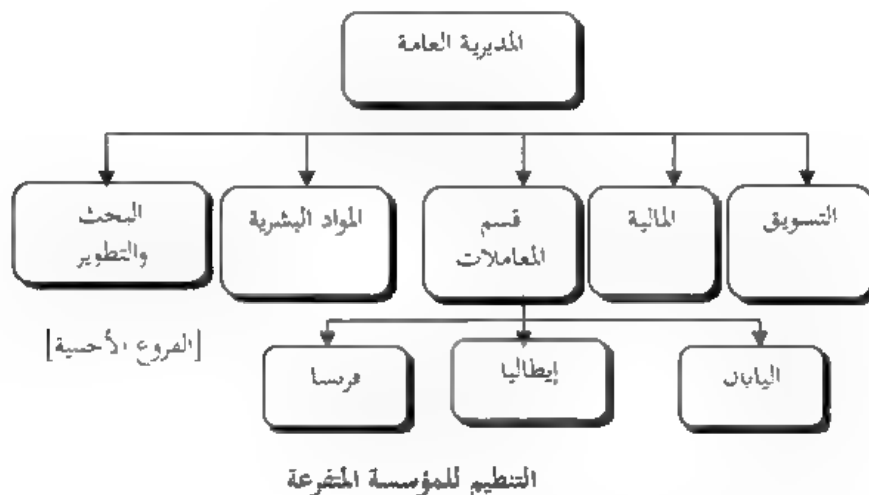 المديرية العامة
التسويق
المالية
قسم
المعاملات
المواد البشرية
البحث
والتطوير
[الفروع الأجنبية]
اليابان
إيطاليا
فرنسا
التنظيم للمؤسسة المتفرعة